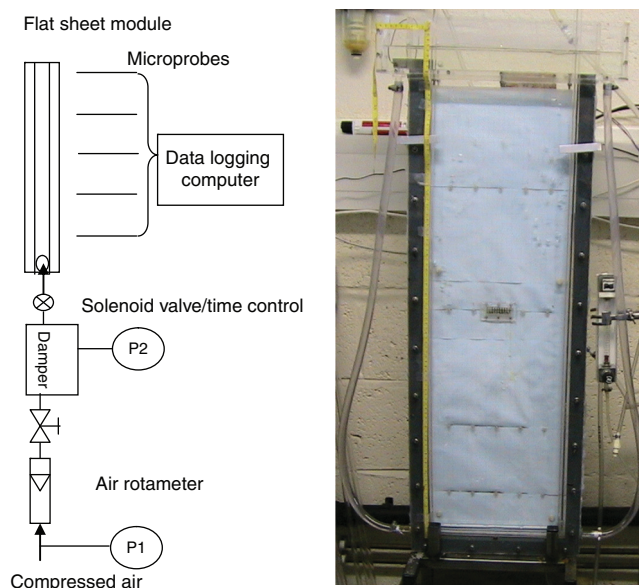 Flat sheet module
Microprobes
Data logging
computer
Solenoid valve/time control
Damper
P2
Air rotameter
P1
Compressed air